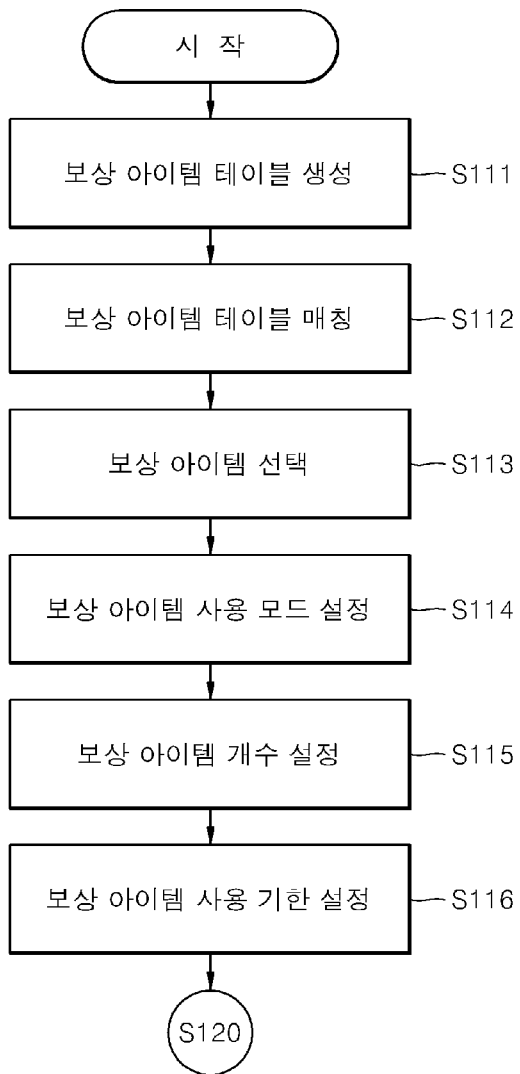 시 작
보상 아이템 테이블 생성 S111
보상 아이템 테이블 매칭 S112
보상 아이템 선택 S113
보상 아이템 사용 모드 설정 S114
보상 아이템 개수 설정 S115
보상 아이템 사용 기한 설정 S116
S120